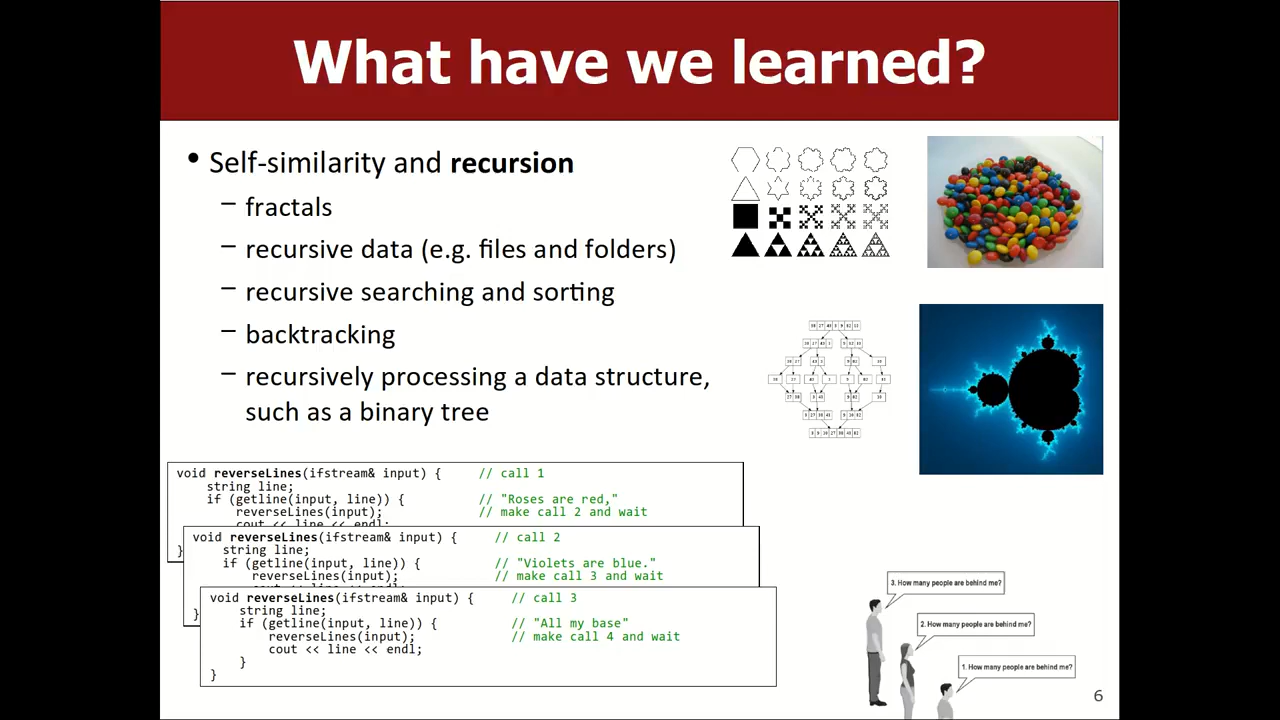 What have we learned?
• Self-similarity and recursion
– fractals
– recursive data (e.g. files and folders)
– recursive searching and sorting
– backtracking
– recursively processing a data structure,
such as a binary tree
void reverseLines(ifstream& input) { // call 1
string line;
if (getline(input, line)) { // "Roses are red,"
reverseLines(input); // make call 2 and wait
cout << line << endl;
}
void reverseLines(ifstream& input) { // call 2
string line;
if (getline(input, line)) { // "Violets are blue."
reverseLines(input); // make call 3 and wait
}
void reverseLines(ifstream& input) { // call 3
string line;
if (getline(input, line)) { // "All my base"
reverseLines(input); // make call 4 and wait
cout << line << endl;
}
}
3. How many people are behind me?
2. How many people are behind me?
1. How many people are behind me?
6